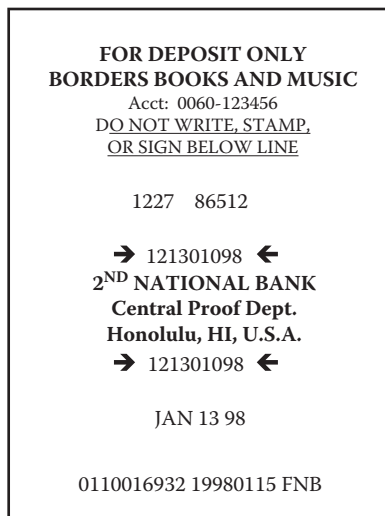 FOR DEPOSIT ONLY
BORDERS BOOKS AND MUSIC
Acct: 0060-123456
DO NOT WRITE, STAMP,
OR SIGN BELOW LINE
1227 86512
➔ 121301098 ←
2ND NATIONAL BANK
Central Proof Dept.
Honolulu, HI, U.S.A.
➔ 121301098 ←
JAN 13 98
0110016932 19980115 FNB